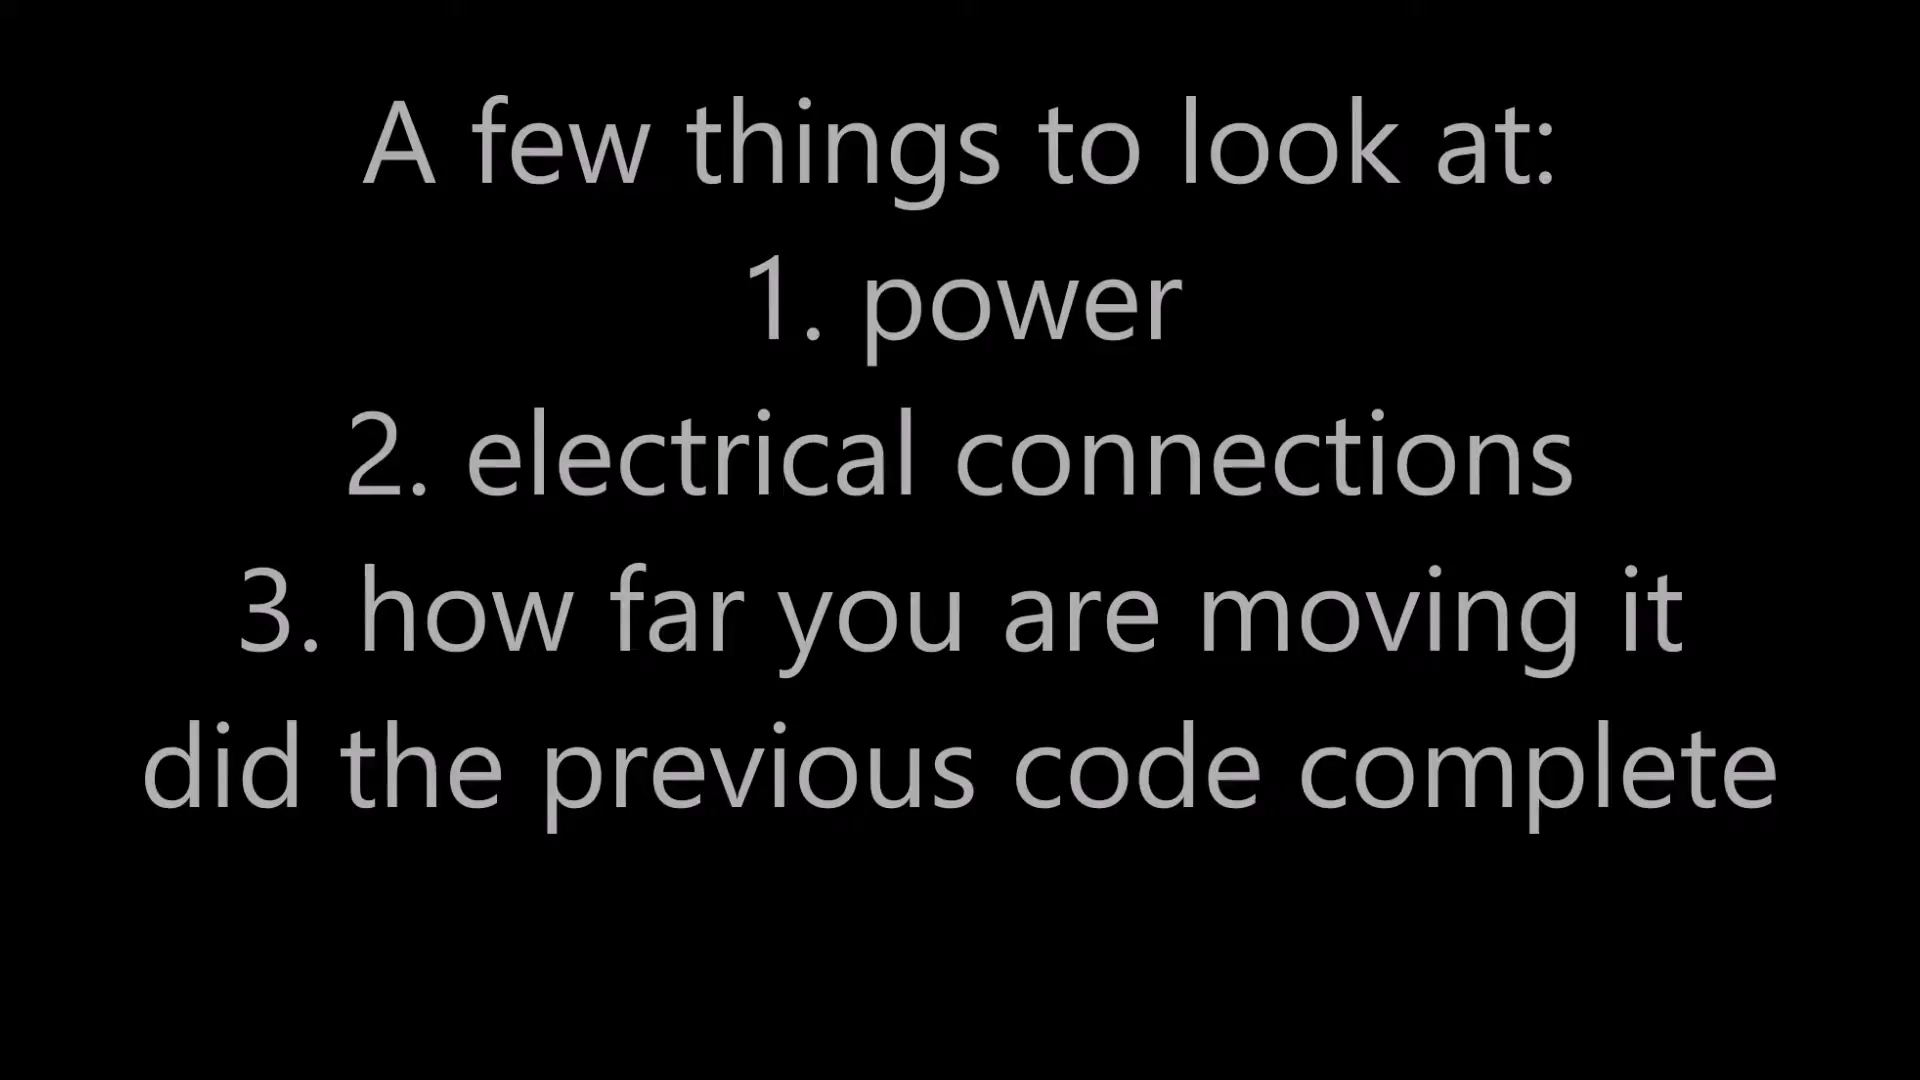 A few things to look at:
1. power
2. electrical connections
3. how far you are moving it
did the previous code complete